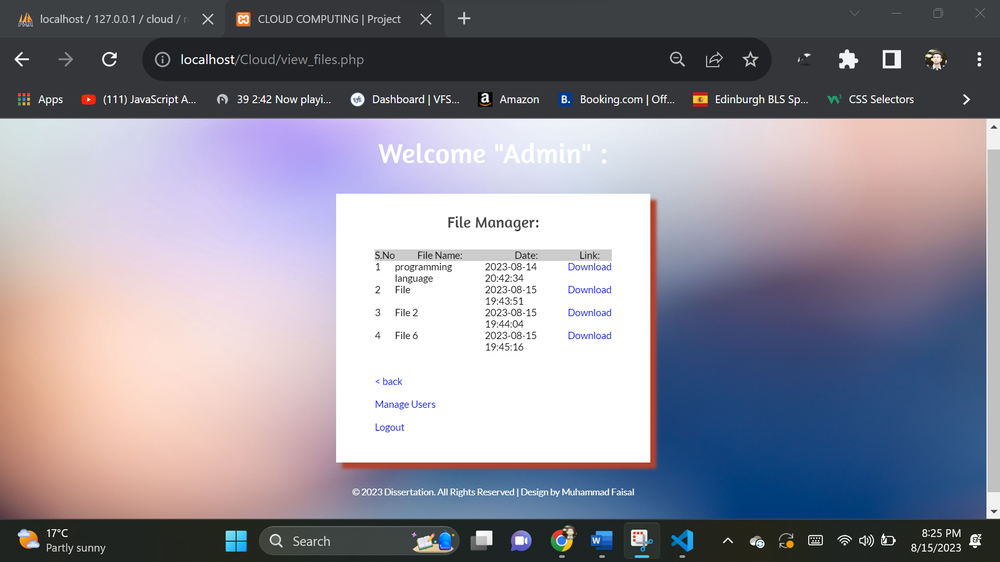 localhost / 127.0.0.1 / cloud /
CLOUD COMPUTING | Project
localhost/Cloud/view_files.php
Apps
(111) JavaScript A...
39 2:42 Now playi...
Dashboard | VFS...
Amazon
Booking.com | Off...
Edinburgh BLS Sp...
CSS Selectors
Welcome "Admin" :
File Manager:
S.No File Name: Date: Link:
1 programming language 2023-08-14 20:42:34 Download
2 File 2023-08-15 19:43:51 Download
3 File 2 2023-08-15 19:44:04 Download
4 File 6 2023-08-15 19:45:16 Download
< back
Manage Users
Logout
© 2023 Dissertation. All Rights Reserved | Design by Muhammad Faisal
17°C
Partly sunny
Search
8:25 PM
8/15/2023